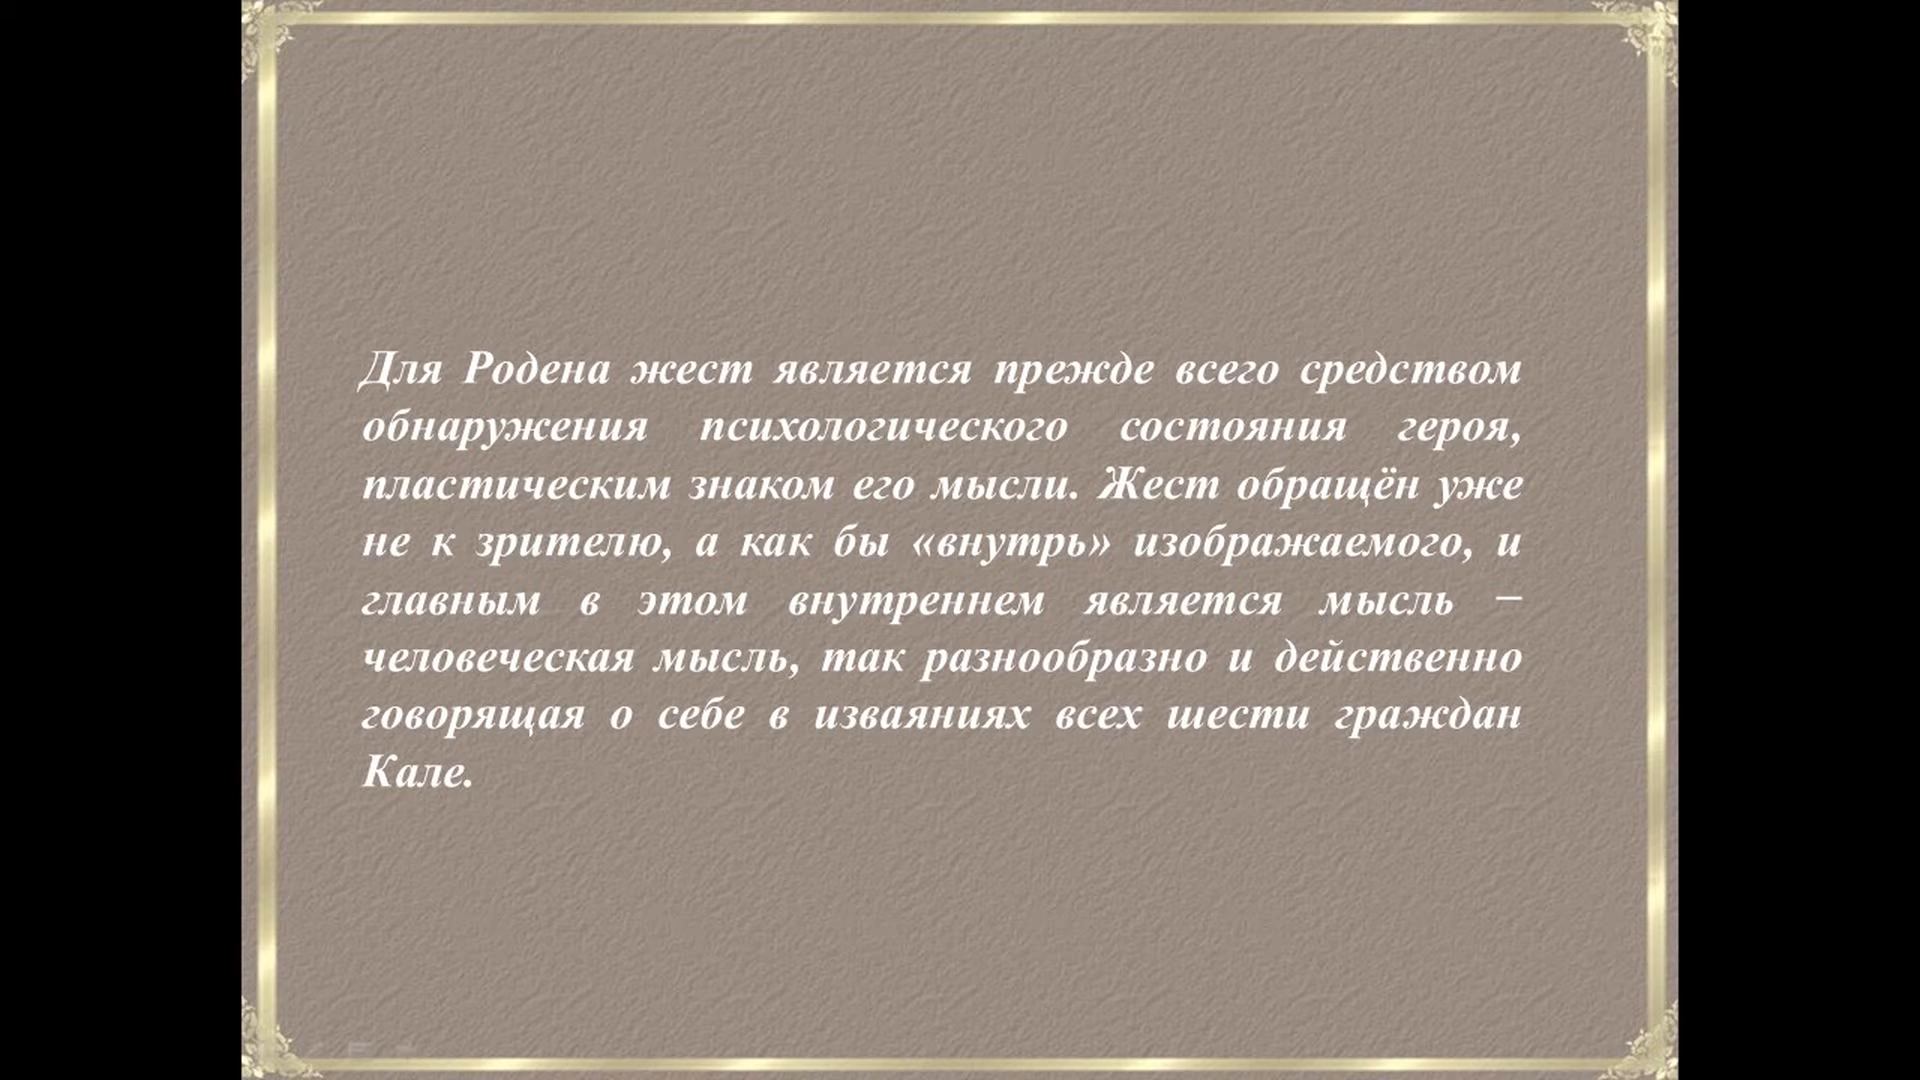 Для Родена жест является прежде всего средством
обнаружения психологического состояния героя,
пластическим знаком его мысли. Жест обращён уже
не к зрителю, а как бы «внутрь» изображаемого, и
главным в этом внутреннем является мысль –
человеческая мысль, так разнообразно и действенно
говорящая о себе в изваяниях всех шести граждан
Кале.